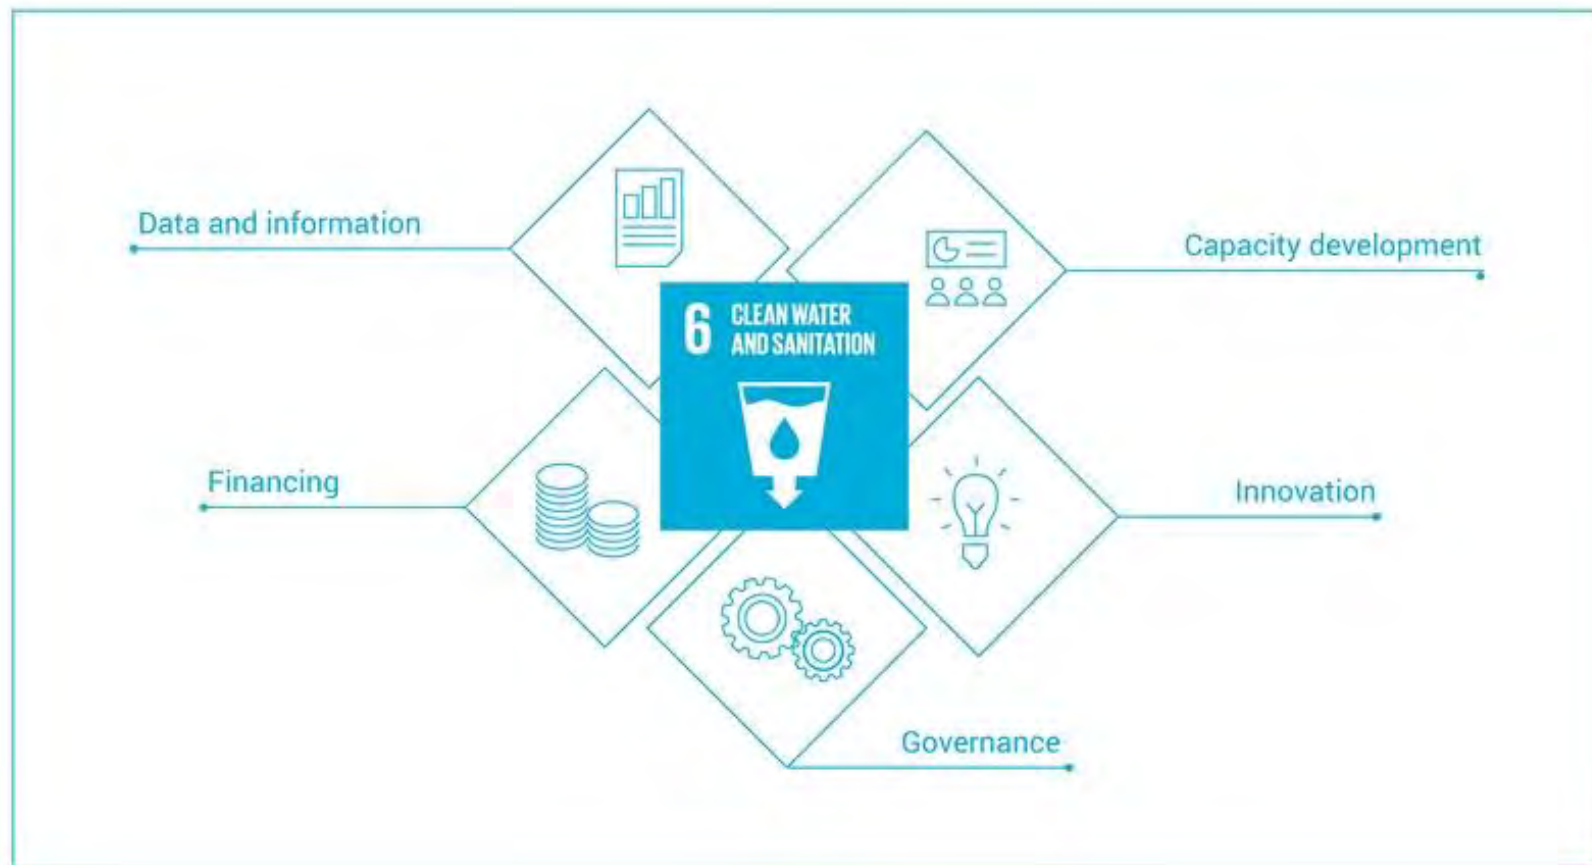 Data and information
Capacity development
6 CLEAN WATER
AND SANITATION
Financing
Innovation
Governance